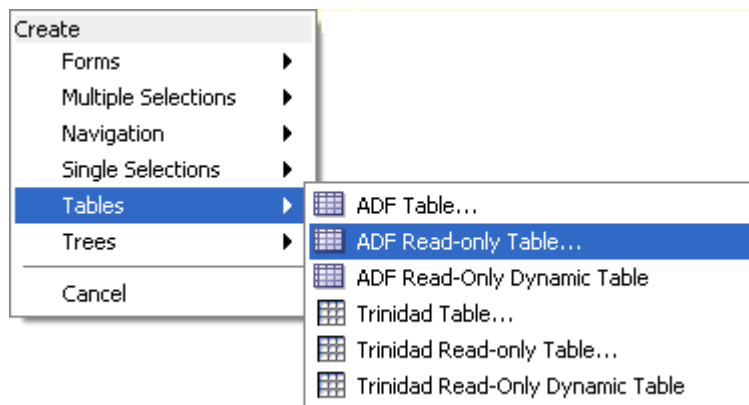 Create
Forms
Multiple Selections
Navigation
Single Selections
Tables
Trees
Cancel
ADF Table...
ADF Read-only Table...
ADF Read-Only Dynamic Table
Trinidad Table...
Trinidad Read-only Table...
Trinidad Read-Only Dynamic Table